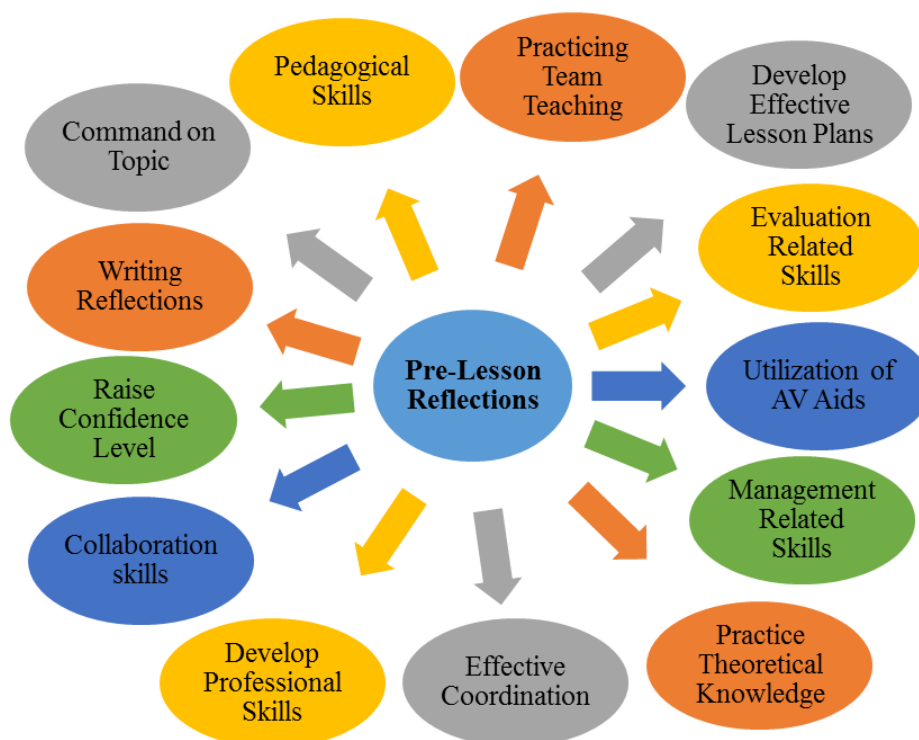 Pedagogical
Skills
Practicing
Team
Teaching
Develop
Effective
Lesson Plans
Command on
Topic
Evaluation
Related
Skills
Writing
Reflections
Pre-Lesson
Reflections
Utilization of
AV Aids
Raise
Confidence
Level
Management
Related
Skills
Collaboration
skills
Develop
Professional
Skills
Effective
Coordination
Practice
Theoretical
Knowledge